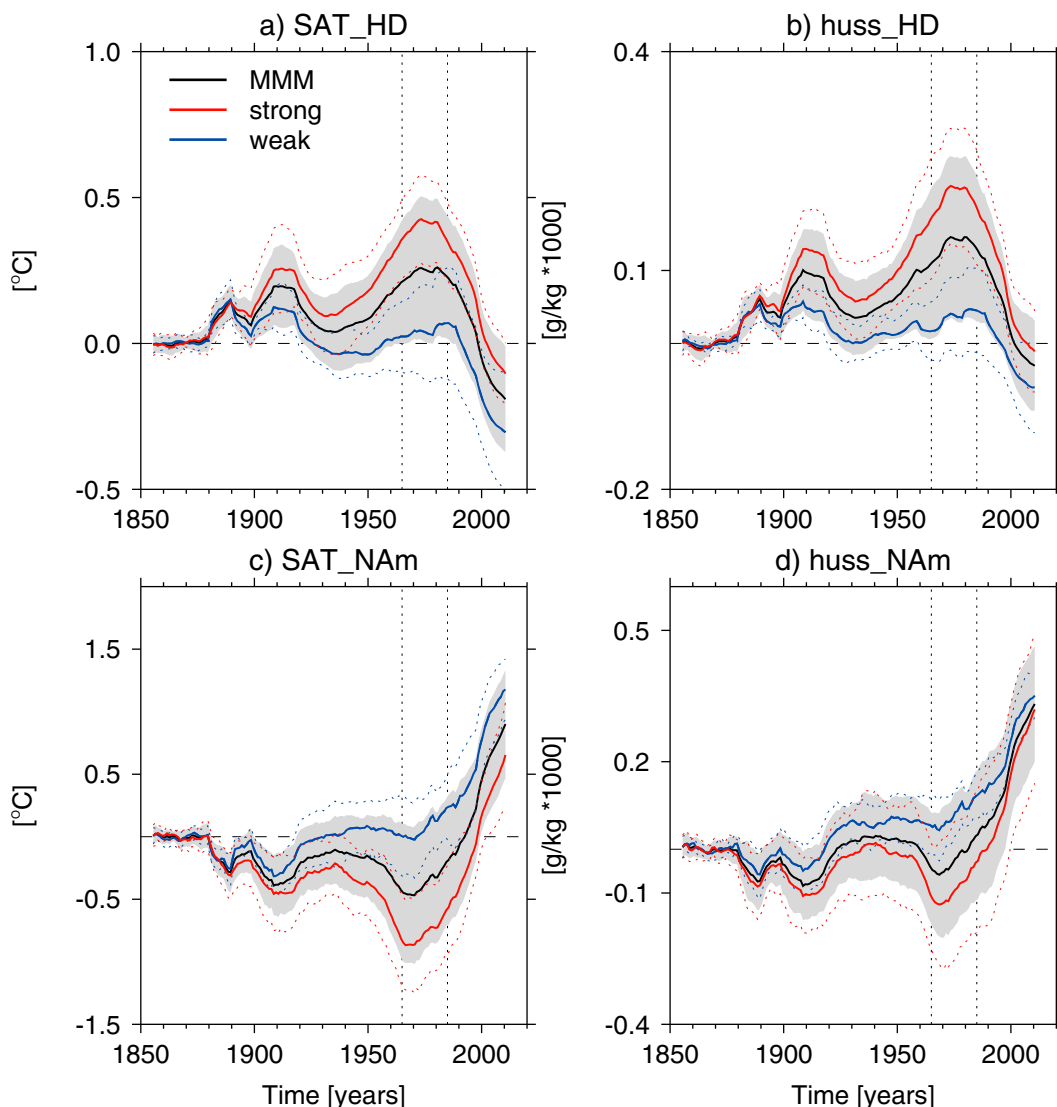 a) SAT_HD
b) huss_HD
1.0
0.5
0.0
-0.5
[°C]
MMM
strong
weak
0.4
0.1
-0.2
[g/kg *1000]
1850 1900 1950 2000
1850 1900 1950 2000
c) SAT_NAm
d) huss_NAm
1.5
0.5
-0.5
-1.5
[°C]
0.5
0.2
-0.1
-0.4
[g/kg *1000]
1850 1900 1950 2000
1850 1900 1950 2000
Time [years]
Time [years]